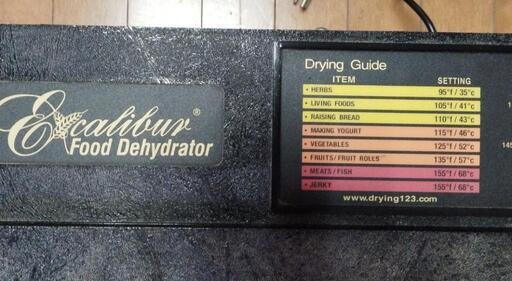 Excalibur®
Food Dehydrator
Drying Guide
ITEM SETTING
• HERBS 95°f/ 35°c
• LIVING FOODS 105°f/ 41°c
• RAISING BREAD 110°f / 43°c
• MAKING YOGURT 115°f / 46°c
• VEGETABLES 125°f / 52°c
• FRUITS/FRUIT ROLLS 135°f / 57°c
• MEATS/FISH 155°f / 68°c
• JERKY 155°f / 68°c
www.drying123.com